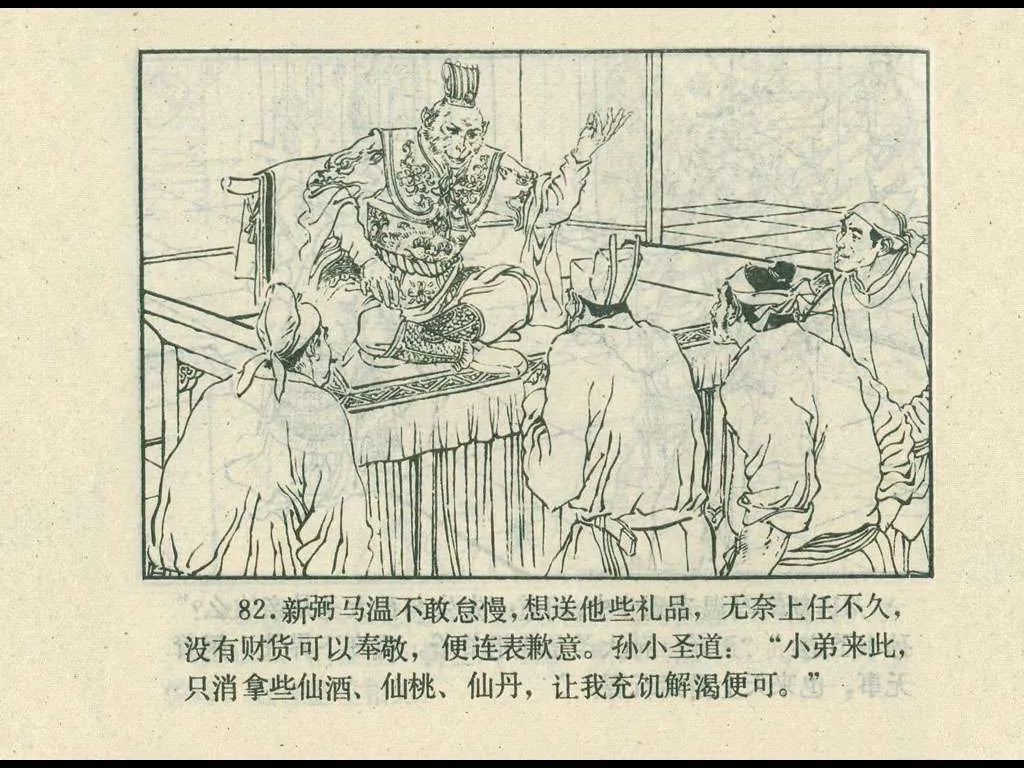 82.新弼马温不敢怠慢，想送他些礼品，无奈上任不久，
没有财货可以奉敬，便连表歉意。孙小圣道：“小弟来此，
只消拿些仙酒、仙桃、仙丹，让我充饥解渴便可。”